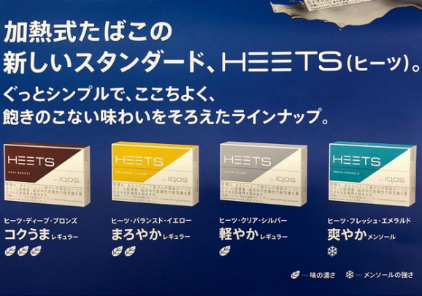 加熱式たばこの
新しいスタンダード、HEETS(ヒーツ)。
ぐっとシンプルで、ここちよく、
飽きのこない味わいをそろえたラインナップ。
HEETS HEETS HEETS HEETS
IQOS IQOS IQOS IQOS
ヒーツ・ディープ・ブロンズ ヒーツ・バランスド・イエロー ヒーツ・クリア・シルバー ヒーツ・フレッシュ・エメラルド
コクうまレギュラー まろやかレギュラー 軽やかレギュラー 爽やかメンソール
…味の濃さ …メンソールの強さ